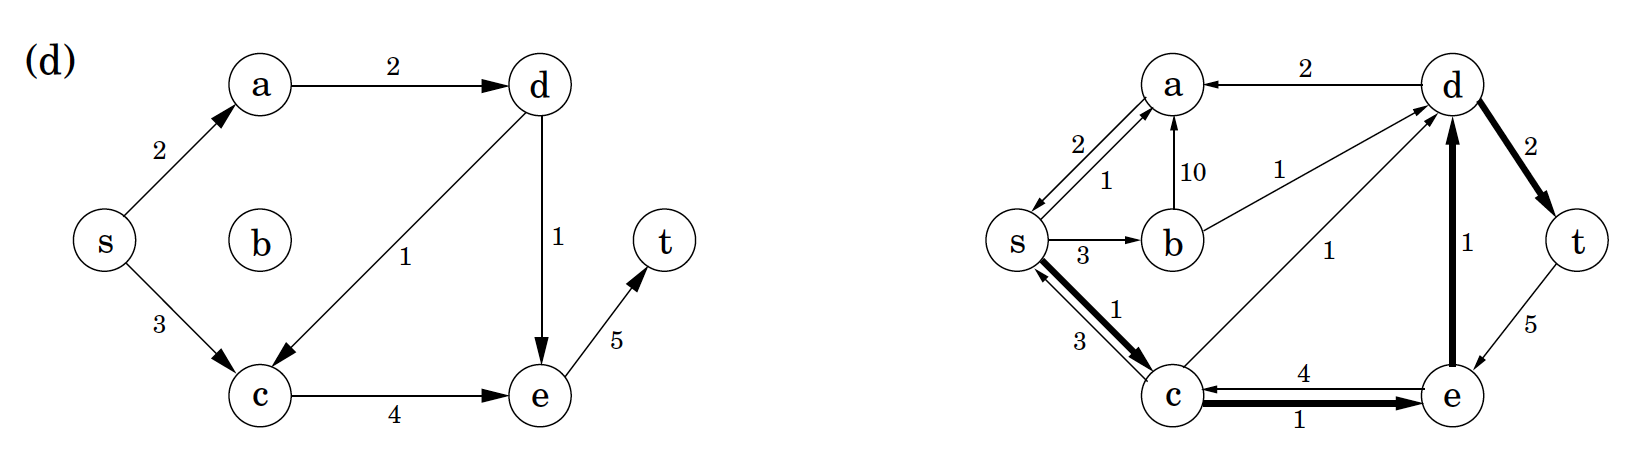 (d)
a 2 d
2
s b 1 1 t
3 5
c 4 e
a 2 d
2 1 10 1 2
s 3 b 1 1 t
1 3 5
c 4 e
1